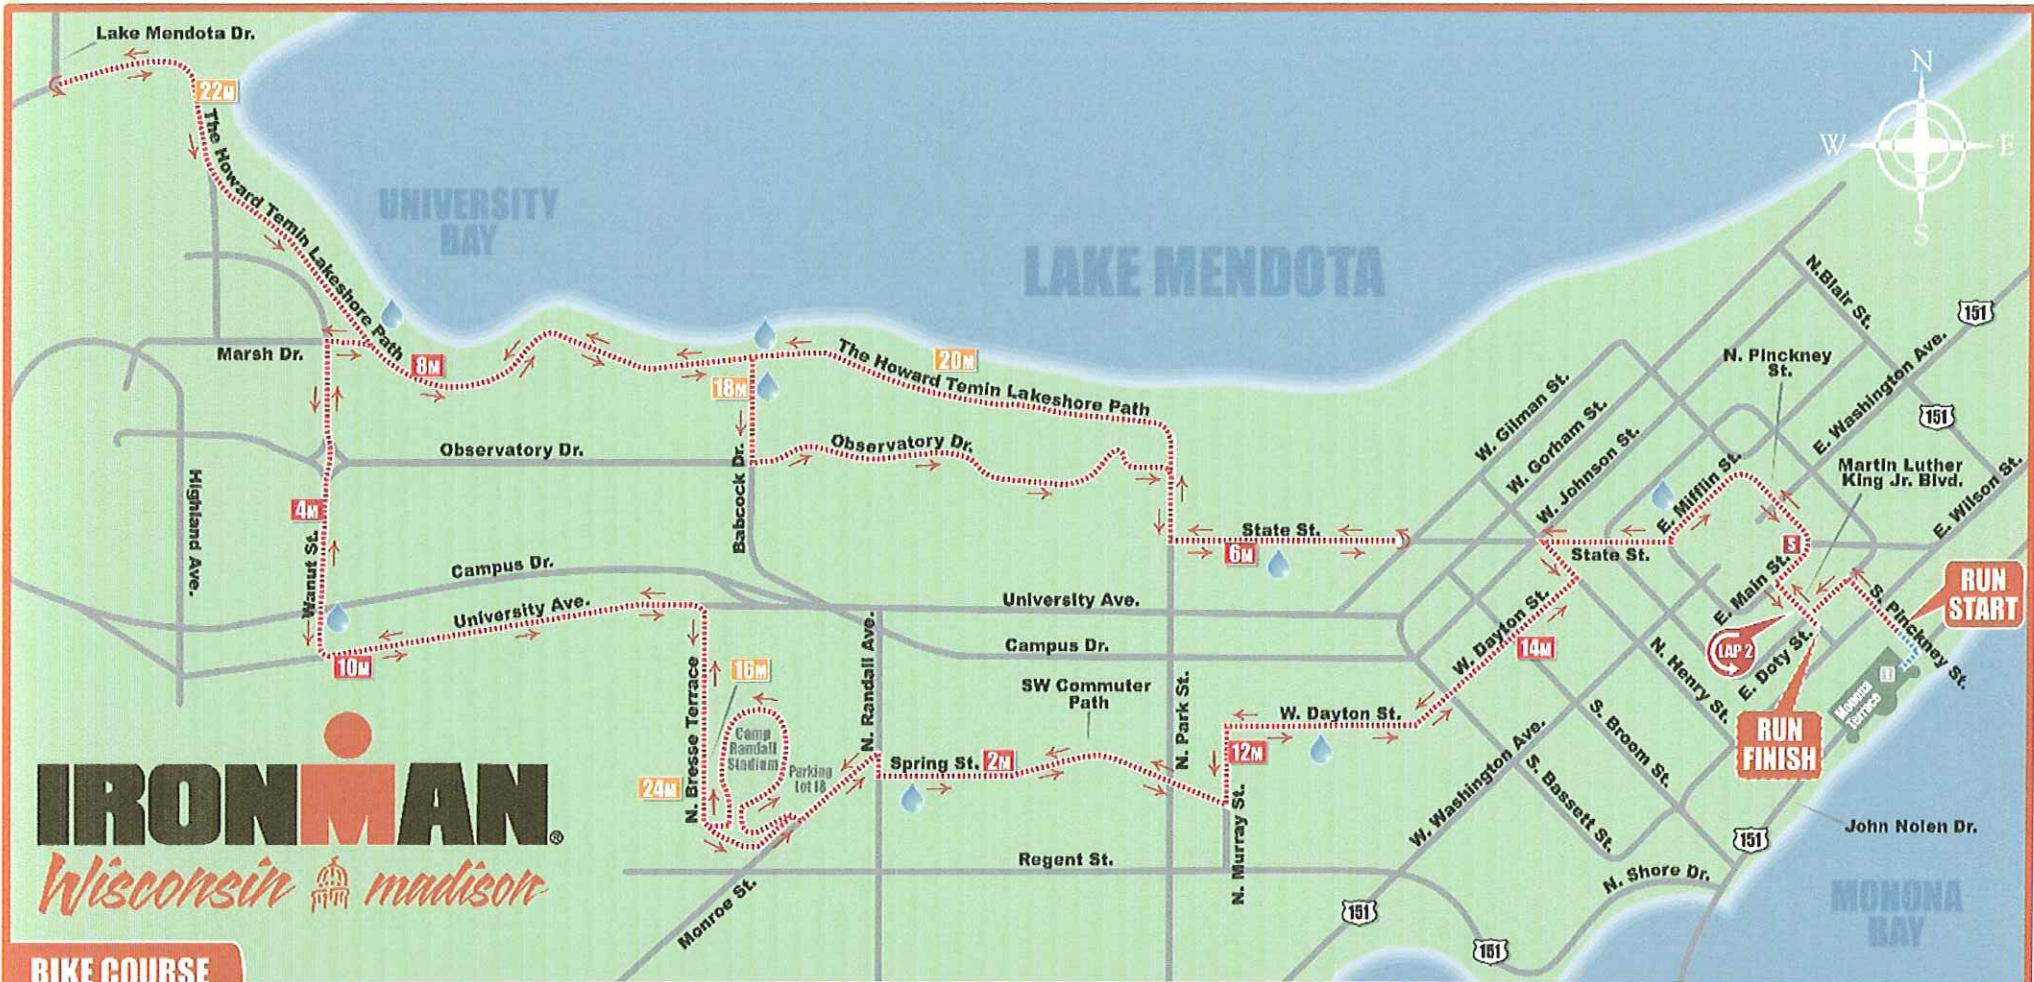 Lake Mendota Dr.
22M
The Howard Temin Lakeshore Path
UNIVERSITY
BAY
LAKE MENDOTA
N
W
E
S
N.Blair St.
151
N. Pinckney
St.
E. Washington Ave.
151
Marsh Dr.
8M
18M
20M
The Howard Temin Lakeshore Path
W. Gilman St.
W. Gorham St.
W. Johnson St.
E. Mifflin St.
Martin Luther
King Jr. Blvd.
E. Wilson St.
Observatory Dr.
Observatory Dr.
Babcock Dr.
Highland Ave.
4M
Wanut St.
State St.
6M
State St.
S
E. Main St.
RUN
START
S. Pinckney St.
Campus Dr.
University Ave.
University Ave.
Campus Dr.
N. Randall Ave.
W. Dayton St.
14M
LAP 2
E. Doty St.
N. Henry St.
10M
N. Bresse Terrace
16M
SW Commuter
Path
N. Park St.
W. Dayton St.
S. Broom St.
Monona
Terrace
RUN
FINISH
Camp
Randall
Stadium
Parking
Lot 18
Spring St.
2M
12M
24M
W. Washington Ave.
S. Bassett St.
John Nolen Dr.
151
IRONMAN®
Wisconsin madison
Monroe St.
Regent St.
N. Murray St.
N. Shore Dr.
151
151
MONONA
BAY
BIKE COURSE